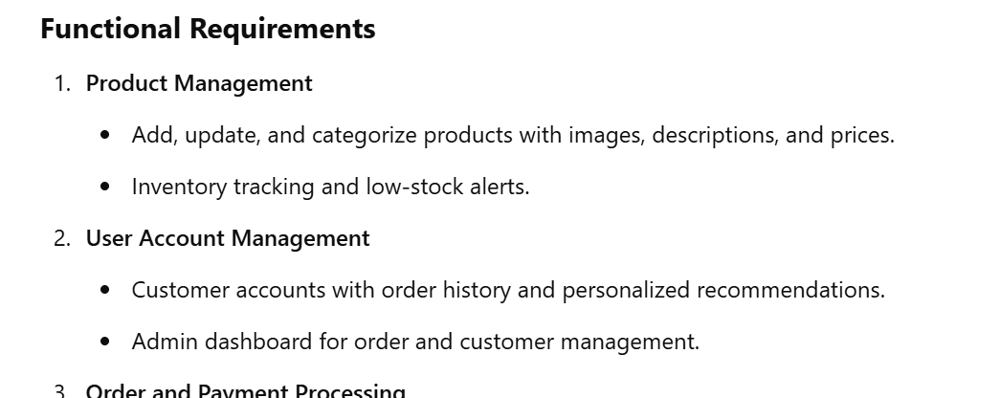 Functional Requirements
1. Product Management
• Add, update, and categorize products with images, descriptions, and prices.
• Inventory tracking and low-stock alerts.
2. User Account Management
• Customer accounts with order history and personalized recommendations.
• Admin dashboard for order and customer management.
3. Order and Payment Processing